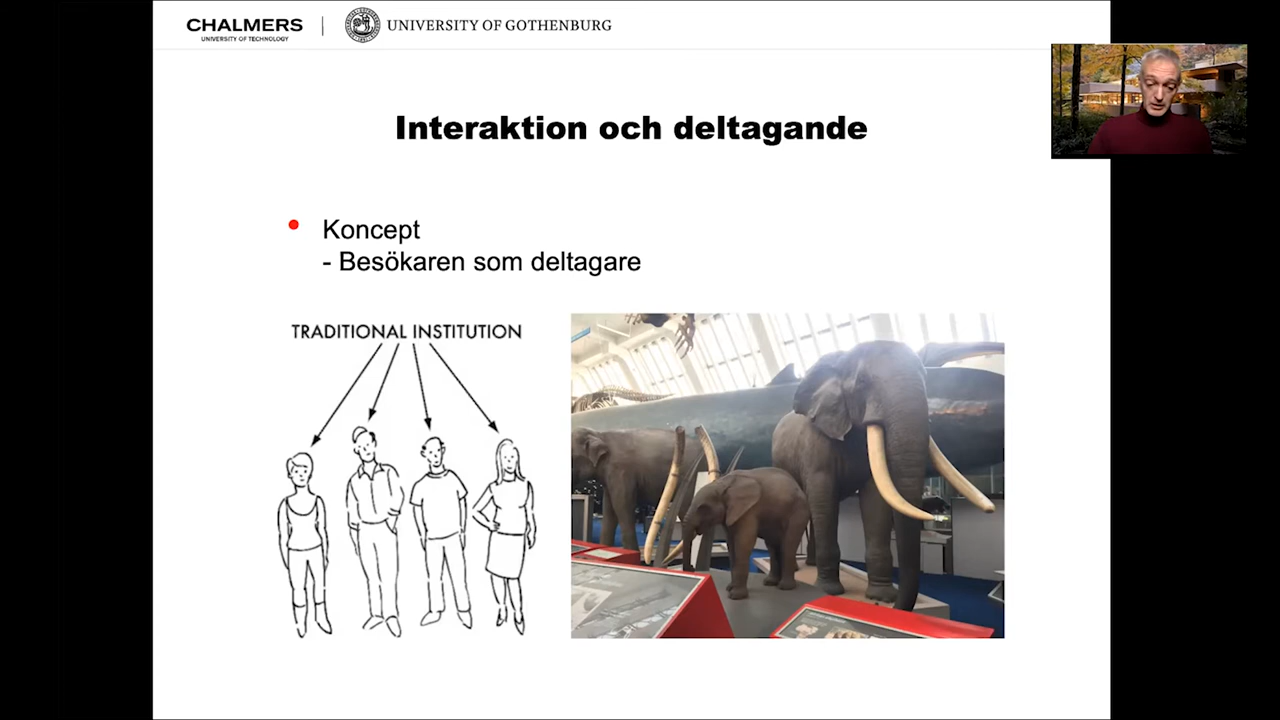 CHALMERS
UNIVERSITY OF TECHNOLOGY
UNIVERSITY OF GOTHENBURG
Interaktion och deltagande
Koncept
- Besökaren som deltagare
TRADITIONAL INSTITUTION